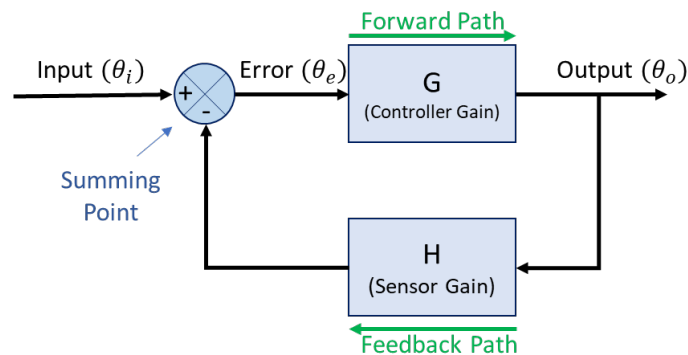 Forward Path
Input (θᵢ)
Error (θₑ)
Output (θₒ)
+
-
G
(Controller Gain)
Summing
Point
H
(Sensor Gain)
Feedback Path